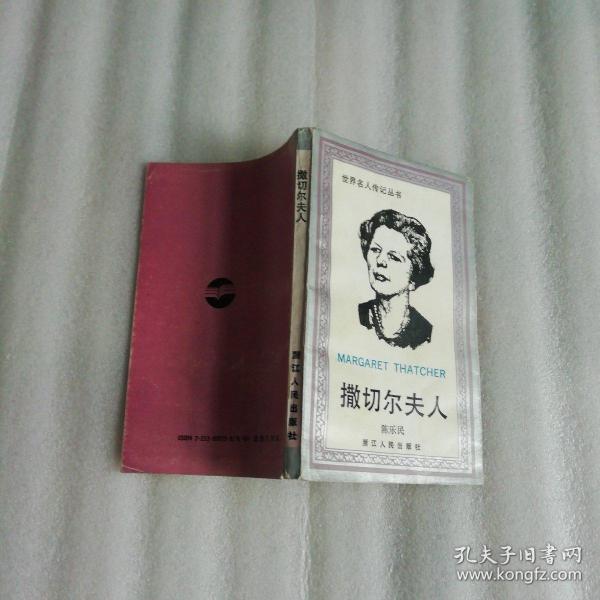 世界名人传记丛书
MARGARET THATCHER
撒切尔夫人
陈乐民
浙江人民出版社
撒切尔夫人
浙江人民出版社
孔夫子旧书网
www.kongfz.com